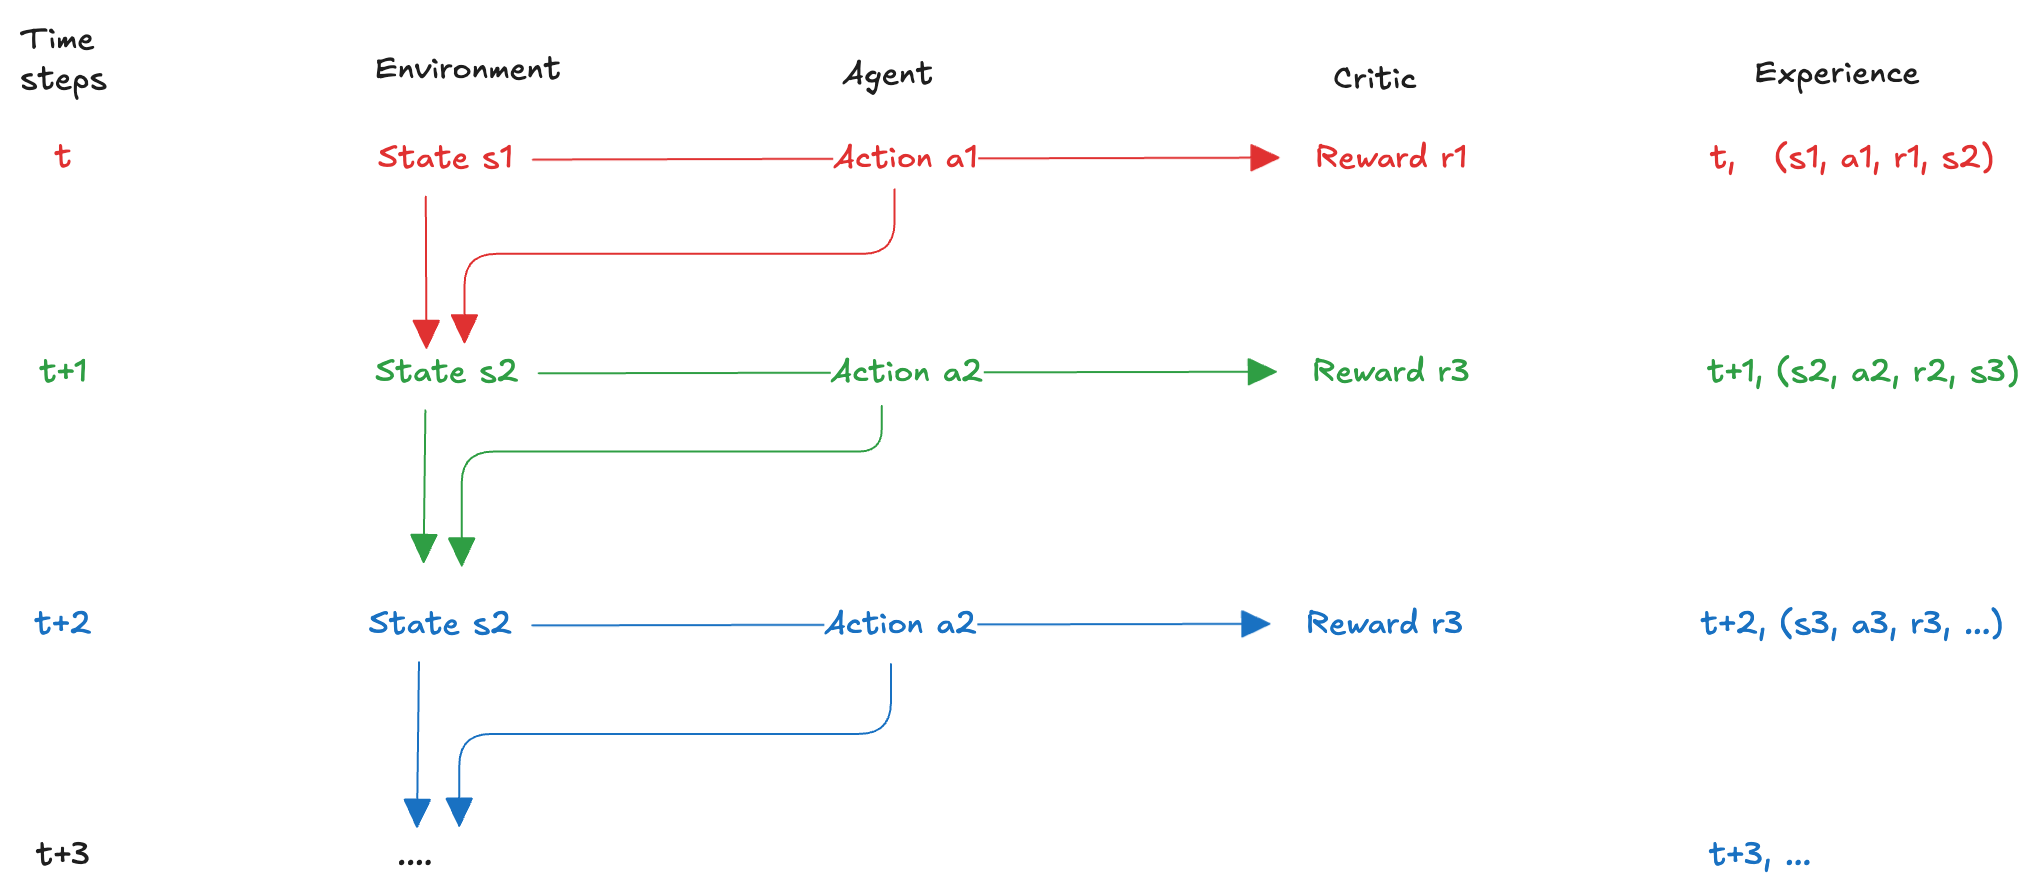 Time
steps
Environment
Agent
Critic
Experience
t
State s1
Action a1
Reward r1
t, (s1, a1, r1, s2)
t+1
State s2
Action a2
Reward r3
t+1, (s2, a2, r2, s3)
t+2
State s2
Action a2
Reward r3
t+2, (s3, a3, r3, ...)
t+3
....
t+3, ...